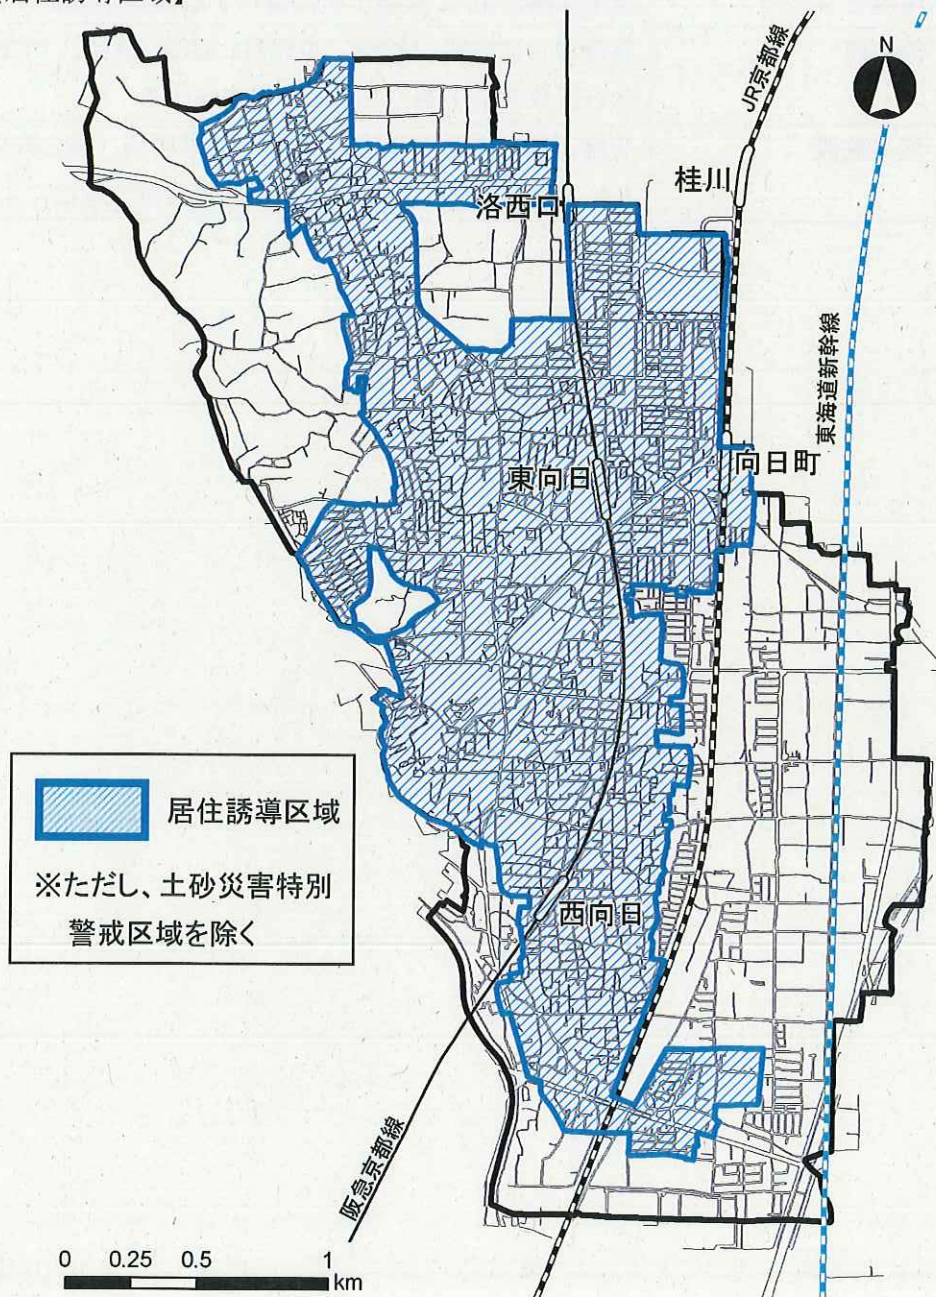 居住誘導区域】
N
JR京都線
桂川
洛西口
東海道新幹線
東向日
向日町
居住誘導区域
※ただし、土砂災害特別
警戒区域を除く
西向日
阪急京都線
0 0.25 0.5 1
km